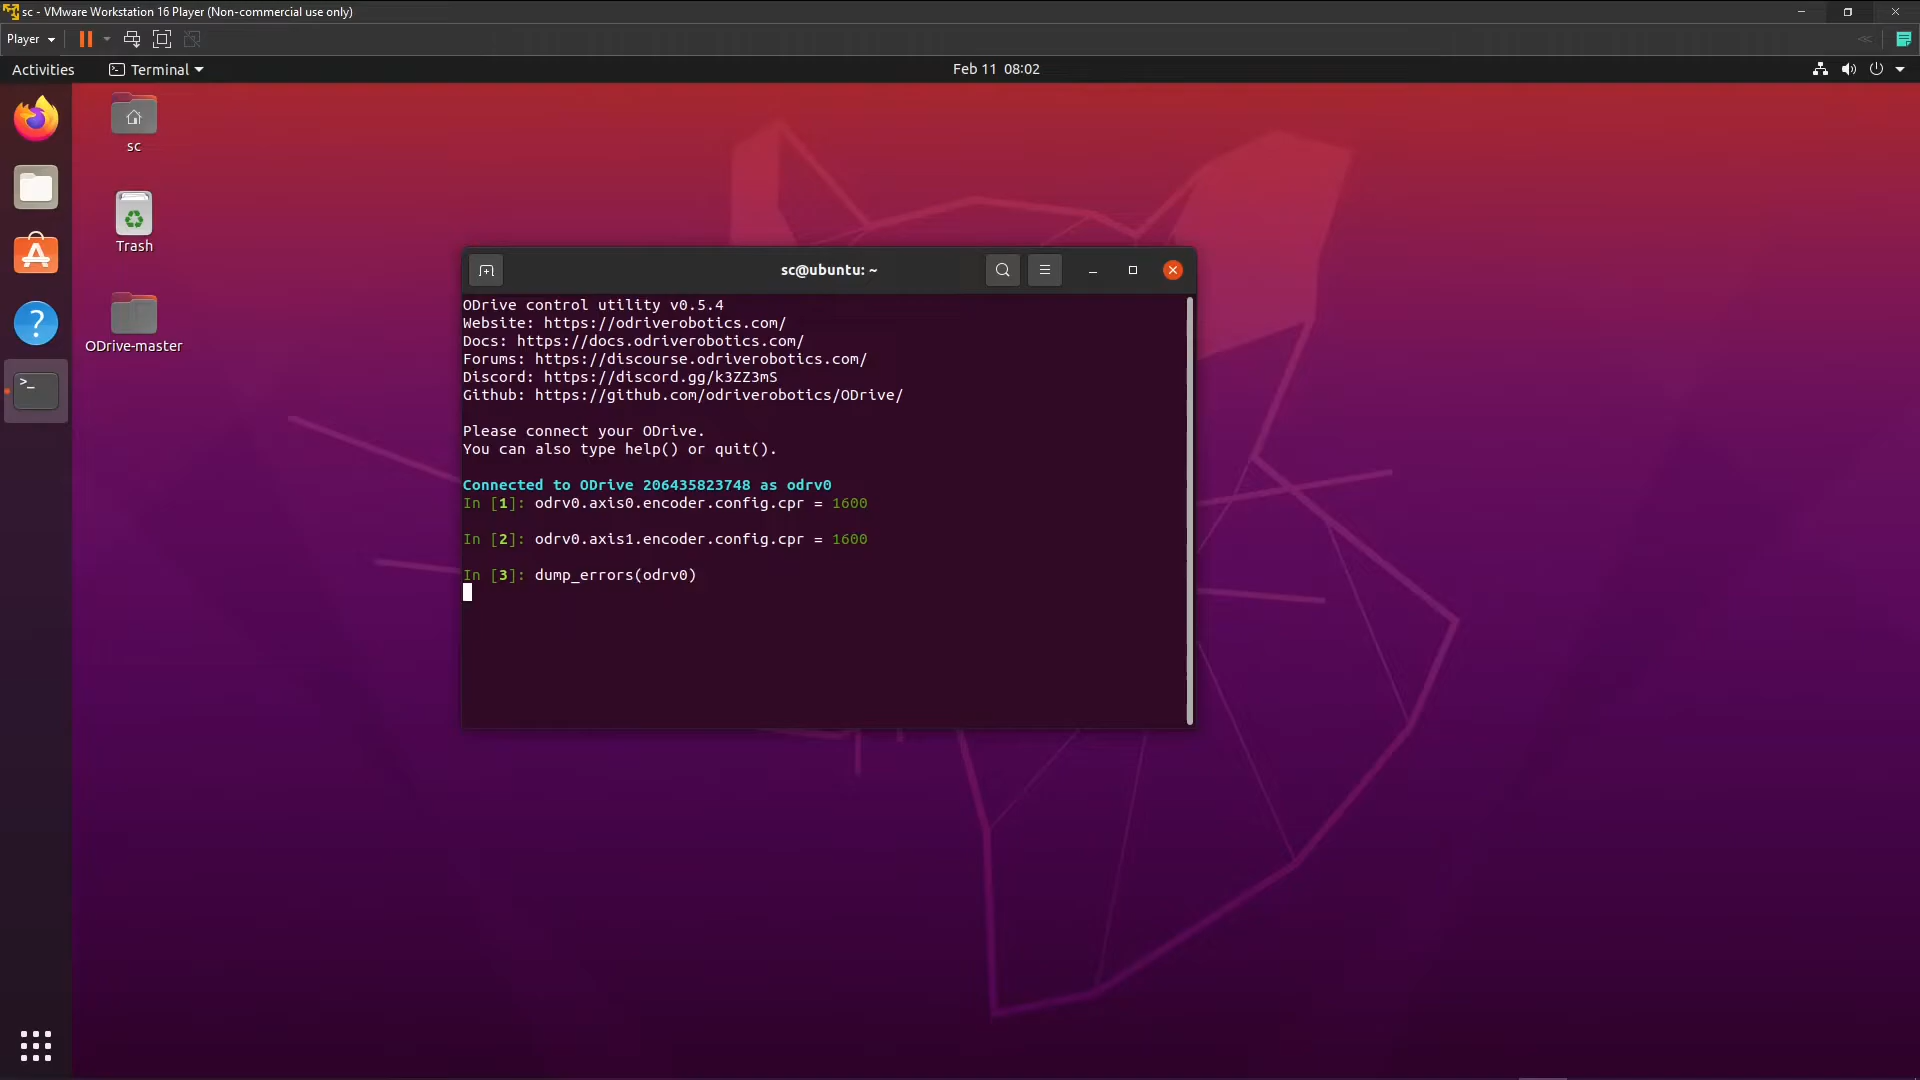 sc - VMware Workstation 16 Player (Non-commercial use only)
Player
Activities
Terminal
Feb 11 08:02
sc
Trash
ODrive-master
sc@ubuntu: ~
ODrive control utility v0.5.4
Website: https://odriverobotics.com/
Docs: https://docs.odriverobotics.com/
Forums: https://discourse.odriverobotics.com/
Discord: https://discord.gg/k3ZZ3mS
Github: https://github.com/odriverobotics/ODrive/
Please connect your ODrive.
You can also type help() or quit().
Connected to ODrive 206435823748 as odrv0
In [1]: odrv0.axis0.encoder.config.cpr = 1600
In [2]: odrv0.axis1.encoder.config.cpr = 1600
In [3]: dump_errors(odrv0)